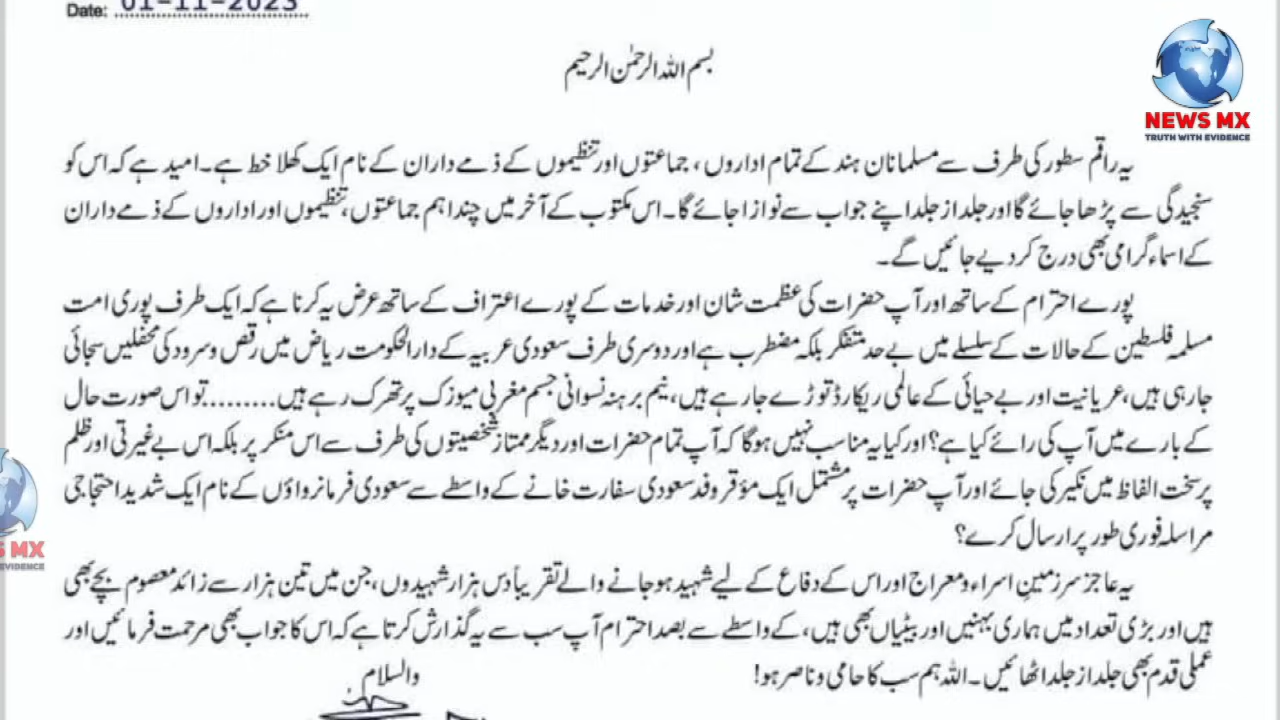 Date: 01-11-2023
NEWS MX
TRUTH WITH EVIDENCE
بسم اللہ الرحمٰن الرحیم
یہ راقم سطور کی طرف سے مسلمانان ہند کے تمام اداروں، جماعتوں اور تنظیموں کے ذمے داران کے نام ایک کھلا خط ہے۔ امید ہے کہ اس کو
سنجیدگی سے پڑھا جائے گا اور جلد از جلد اپنے جواب سے نوازا جائے گا۔ اس مکتوب کے آخر میں چند اہم جماعتوں، تنظیموں اور اداروں کے ذمے داران
کے اسماء گرامی بھی درج کر دیے جائیں گے۔
پورے احترام کے ساتھ اور آپ حضرات کی عظمت شان اور خدمات کے پورے اعتراف کے ساتھ عرض یہ کرنا ہے کہ ایک طرف پوری امت
مسلمہ فلسطین کے حالات کے سلسلے میں بے حد متفکر بلکہ مضطرب ہے اور دوسری طرف سعودی عربیہ کے دارالحکومت ریاض میں رقص و سرود کی محفلیں سجائی
جا رہی ہیں، عریانیت اور بے حیائی کے عالمی ریکارڈ توڑے جا رہے ہیں، نیم برہنہ نسوانی جسم مغربی میوزک پر تھرک رہے ہیں......... تو اس صورت حال
کے بارے میں آپ کی رائے کیا ہے؟ اور کیا یہ مناسب نہیں ہوگا کہ آپ تمام حضرات اور دیگر ممتاز شخصیتوں کی طرف سے اس منکر پر بلکہ اس بے غیرتی اور ظلم
پر سخت الفاظ میں نکیر کی جائے اور آپ حضرات پر مشتمل ایک مؤقر وفد سعودی سفارت خانے کے واسطے سے سعودی فرمانرواؤں کے نام ایک شدید احتجاجی
مراسلہ فوری طور پر ارسال کرے؟
یہ عاجز سرزمینِ اسراء و معراج اور اس کے دفاع کے لیے شہید ہو جانے والے تقریباً دس ہزار شہیدوں، جن میں تین ہزار سے زائد معصوم بچے بھی
ہیں اور بڑی تعداد میں ہماری بہنیں اور بیٹیاں بھی ہیں، کے واسطے سے بصد احترام آپ سب سے یہ گذارش کرتا ہے کہ اس کا جواب بھی مرحمت فرمائیں اور
عملی قدم بھی جلد از جلد اٹھائیں۔ اللہ ہم سب کا حامی و ناصر ہو!
والسلام
S MX
EVIDENCE